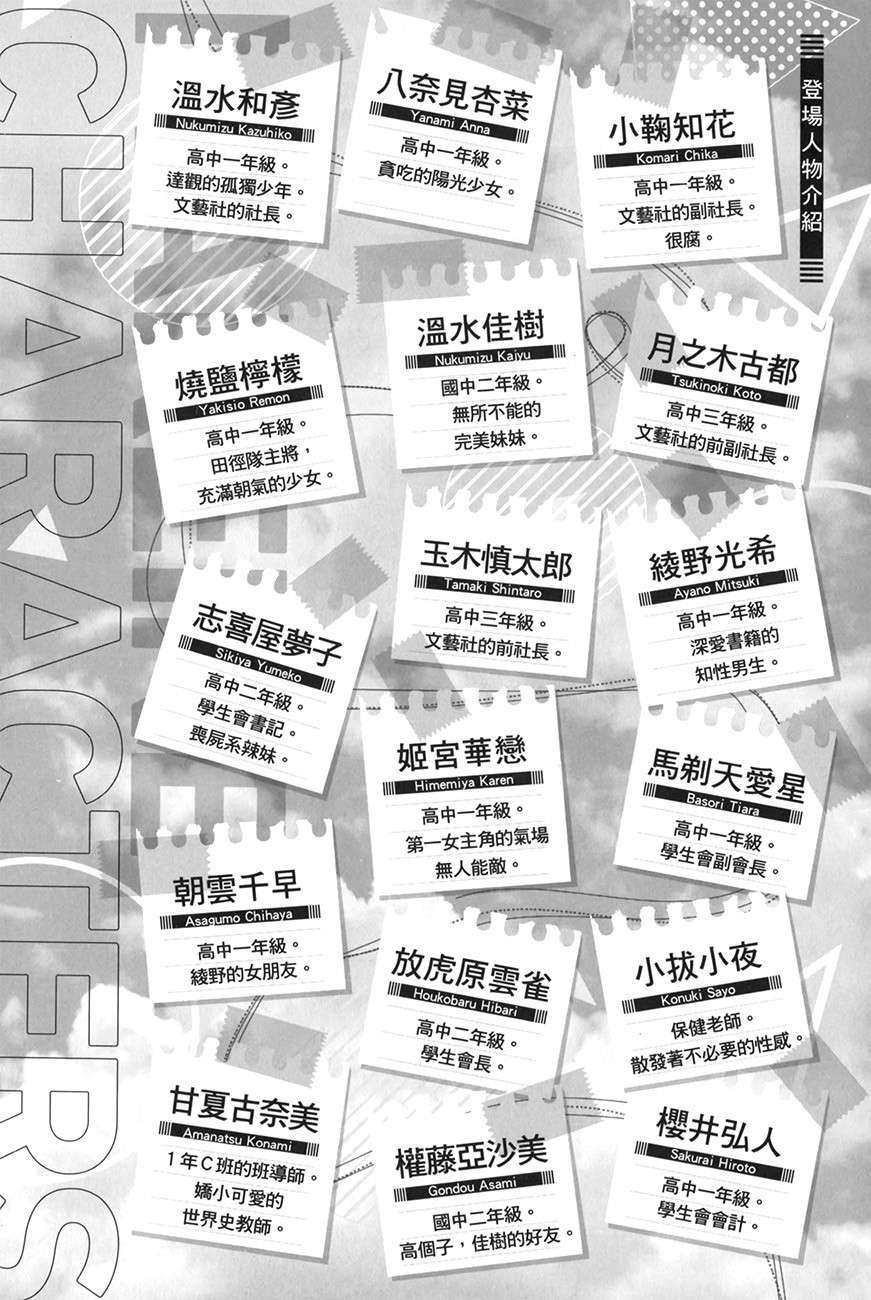 登場人物介紹
溫水和彥
Nukumizu Kazuhiko
高中一年級。
達觀的孤獨少年。
文藝社的社長。
八奈見杏菜
Yanami Anna
高中一年級。
貪吃的陽光少女。
小鞠知花
Komari Chika
高中一年級。
文藝社的副社長。
很腐。
燒鹽檸檬
Yakisio Remon
高中一年級。
田徑隊主將，
充滿朝氣的少女。
溫水佳樹
Nukumizu Kajyu
國中二年級。
無所不能的
完美妹妹。
月之木古都
Tsukinoki Koto
高中三年級。
文藝社的前副社長。
志喜屋夢子
Sikiya Yumeko
高中二年級。
學生會書記。
喪屍系辣妹。
玉木慎太郎
Tamaki Shintaro
高中三年級。
文藝社的前社長。
綾野光希
Ayano Mitsuki
高中一年級。
深愛書籍的
知性男生。
朝雲千早
Asagumo Chihaya
高中一年級。
綾野的女朋友。
姬宮華戀
Himemiya Karen
高中一年級。
第一女主角的氣場
無人能敵。
馬剃天愛星
Basori Tiara
高中一年級。
學生會副會長。
甘夏古奈美
Amanatsu Konami
１年Ｃ班的班導師。
嬌小可愛的
世界史教師。
放虎原雲雀
Houkobaru Hibari
高中二年級。
學生會長。
小拔小夜
Konuki Sayo
保健老師。
散發著不必要的性感。
權藤亞沙美
Gondou Asami
國中二年級。
高個子，佳樹的好友。
櫻井弘人
Sakurai Hiroto
高中一年級。
學生會會計。
CHARACTERS